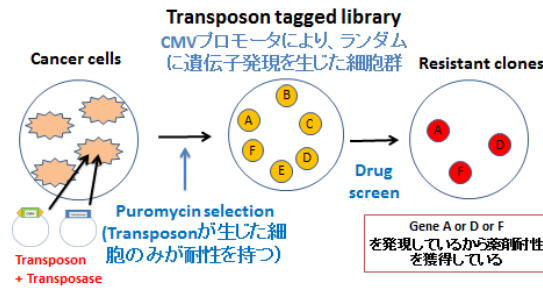 Transposon tagged library
CMVプロモータにより、ランダム
に遺伝子発現を生じた細胞群
Cancer cells
Resistant clones
B
A
C
F
D
E
A
D
F
Drug
screen
Puromycin selection
(Transposonが生じた細
胞のみが耐性を持つ)
Transposon
+ Transposase
Gene A or D or F
を発現しているから薬剤耐性
を獲得している